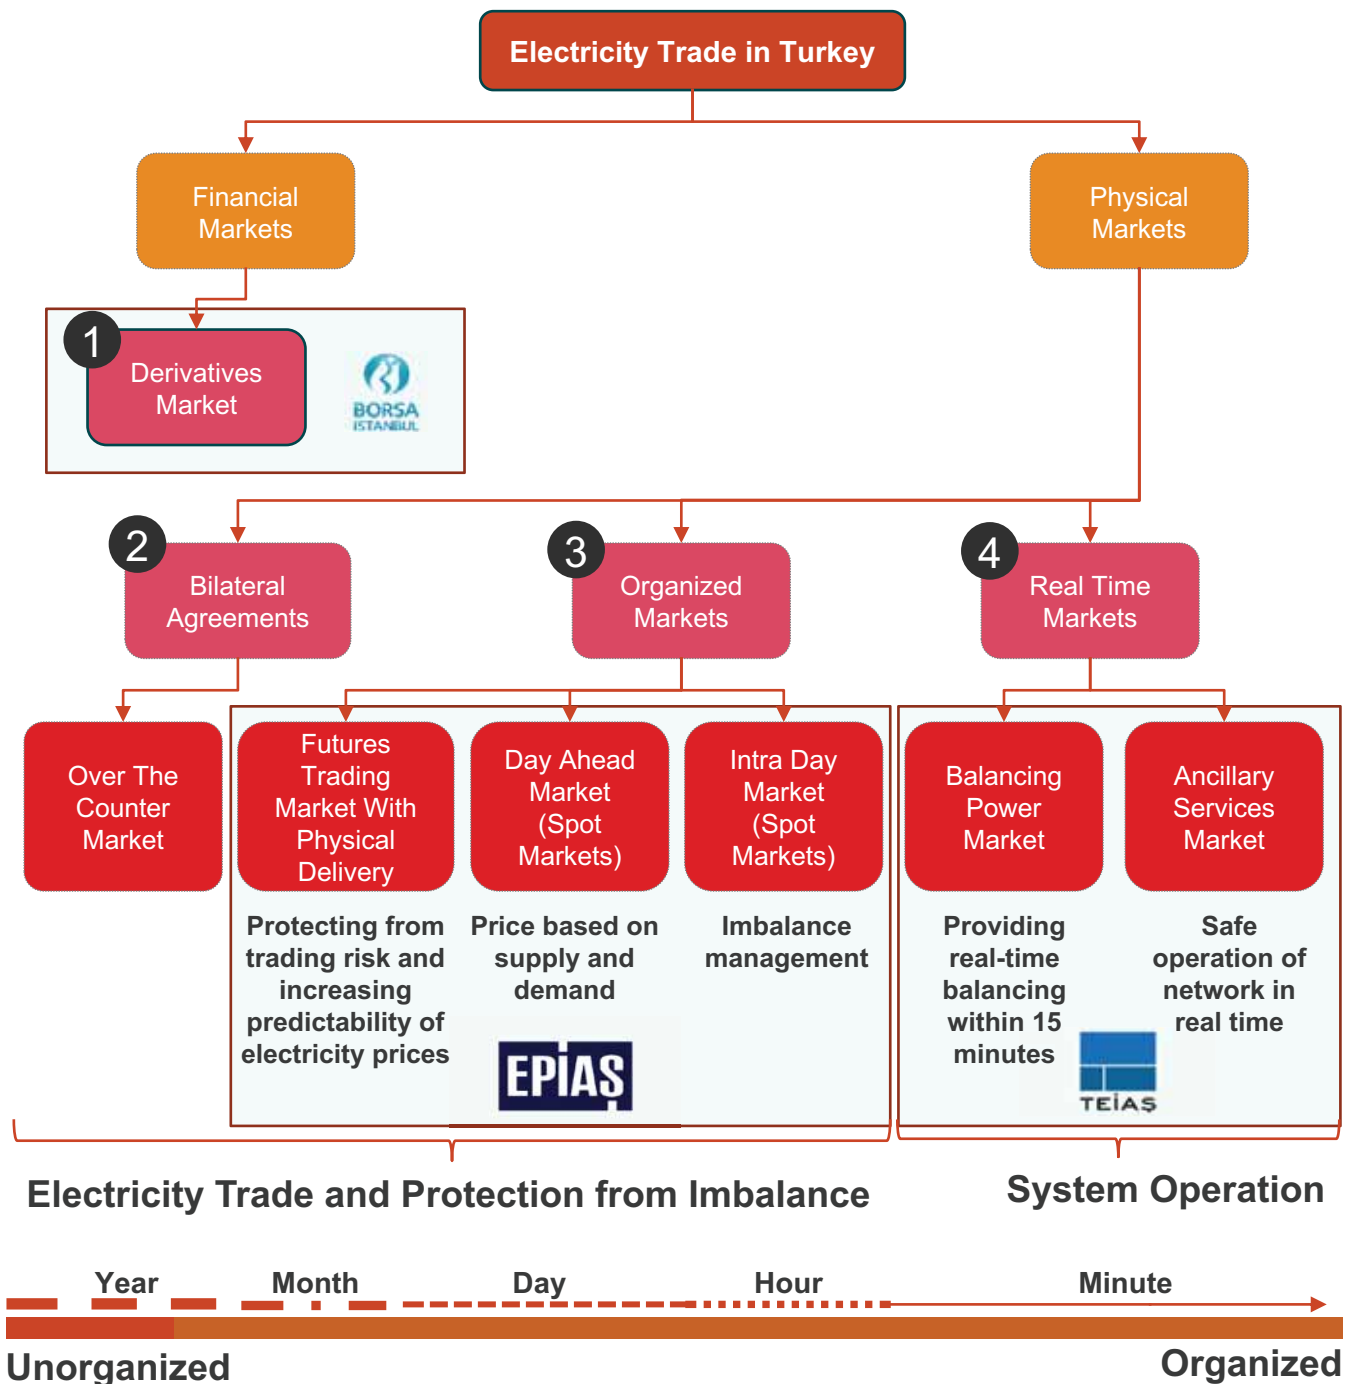 Electricity Trade in Turkey
Financial
Markets
Physical
Markets
1
Derivatives
Market
BORSA
ISTANBUL
2
Bilateral
Agreements
3
Organized
Markets
4
Real Time
Markets
Over The
Counter
Market
Futures
Trading
Market With
Physical
Delivery
Day Ahead
Market
(Spot
Markets)
Intra Day
Market
(Spot
Markets)
Balancing
Power
Market
Ancillary
Services
Market
Protecting from
trading risk and
increasing
predictability of
electricity prices
Price based on
supply and
demand
Imbalance
management
Providing
real-time
balancing
within 15
minutes
Safe
operation of
network in
real time
EPİAŞ
TEİAŞ
Electricity Trade and Protection from Imbalance
System Operation
Year
Month
Day
Hour
Minute
Unorganized
Organized